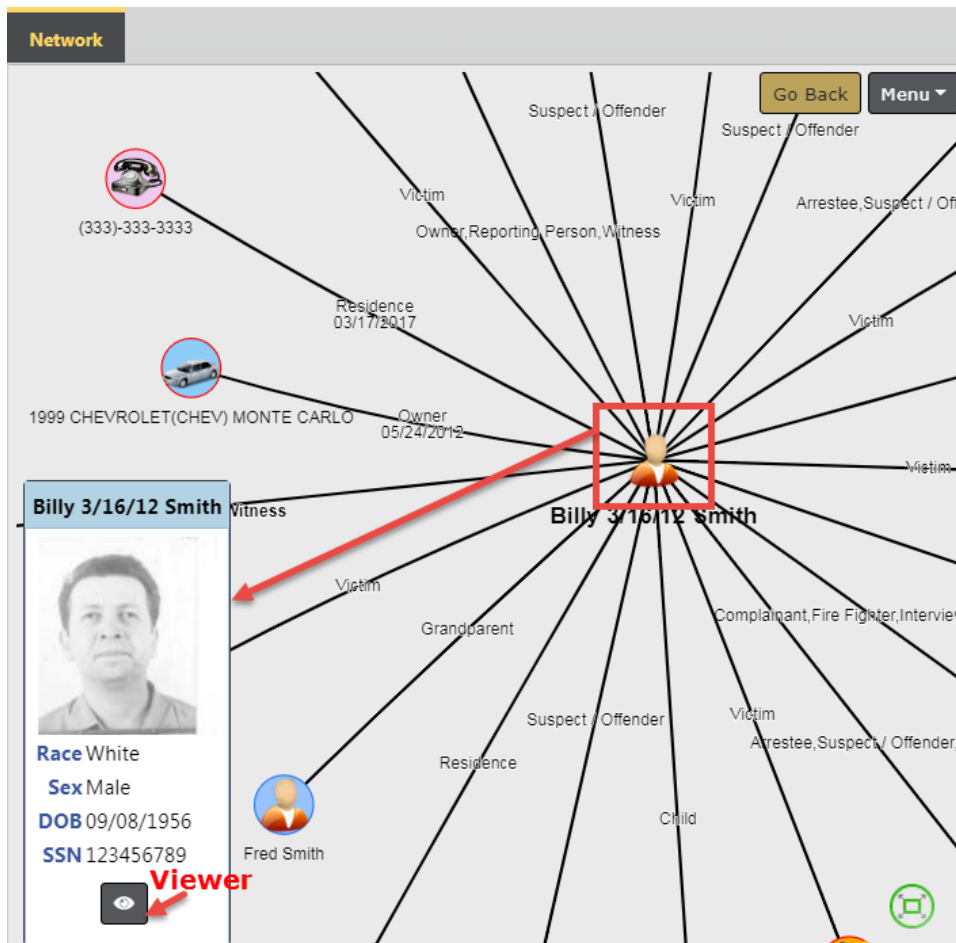 Network
Go Back
Menu
Suspect / Offender
Suspect / Offender
Victim
Victim
Arrestee,Suspect / Off
(333)-333-3333
Owner,Reporting Person,Witness
Residence
03/17/2017
Victim
1999 CHEVROLET(CHEV) MONTE CARLO
Owner
05/24/2012
Victim
Billy 3/16/12 Smith
Witness
Billy 3/16/12 Smith
Victim
Grandparent
Complainant,Fire Fighter,Intervie
Suspect / Offender
Victim
Arrestee,Suspect / Offender,
Race White
Residence
Sex Male
DOB 09/08/1956
Child
SSN 123456789
Fred Smith
Viewer